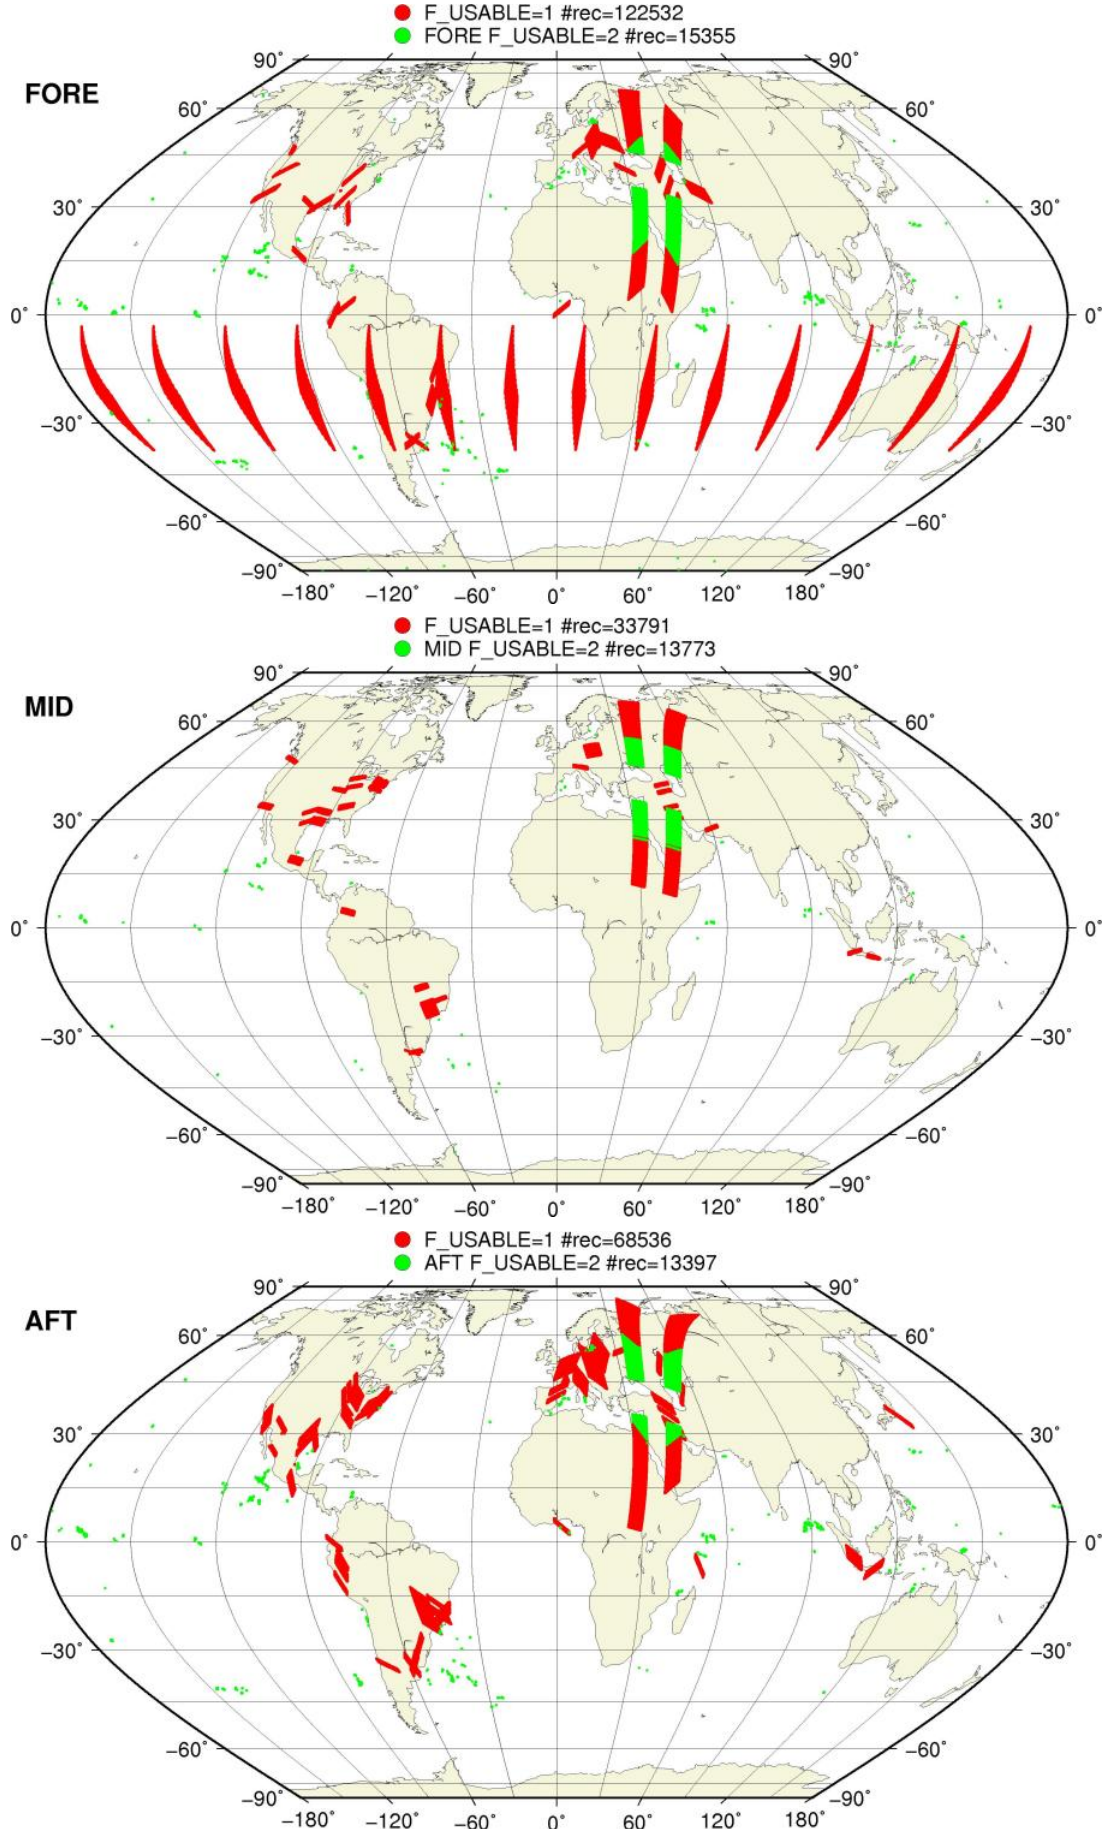 F_USABLE=1 #rec=122532
FORE F_USABLE=2 #rec=15355
FORE
90˚ 90˚
60˚ 60˚
30˚ 30˚
0˚ 0˚
−30˚ −30˚
−60˚ −60˚
−90˚ −90˚
−180˚ −120˚ −60˚ 0˚ 60˚ 120˚ 180˚
F_USABLE=1 #rec=33791
MID F_USABLE=2 #rec=13773
MID
90˚ 90˚
60˚ 60˚
30˚ 30˚
0˚ 0˚
−30˚ −30˚
−60˚ −60˚
−90˚ −90˚
−180˚ −120˚ −60˚ 0˚ 60˚ 120˚ 180˚
F_USABLE=1 #rec=68536
AFT F_USABLE=2 #rec=13397
AFT
90˚ 90˚
60˚ 60˚
30˚ 30˚
0˚ 0˚
−30˚ −30˚
−60˚ −60˚
−90˚ −90˚
−180˚ −120˚ −60˚ 0˚ 60˚ 120˚ 180˚